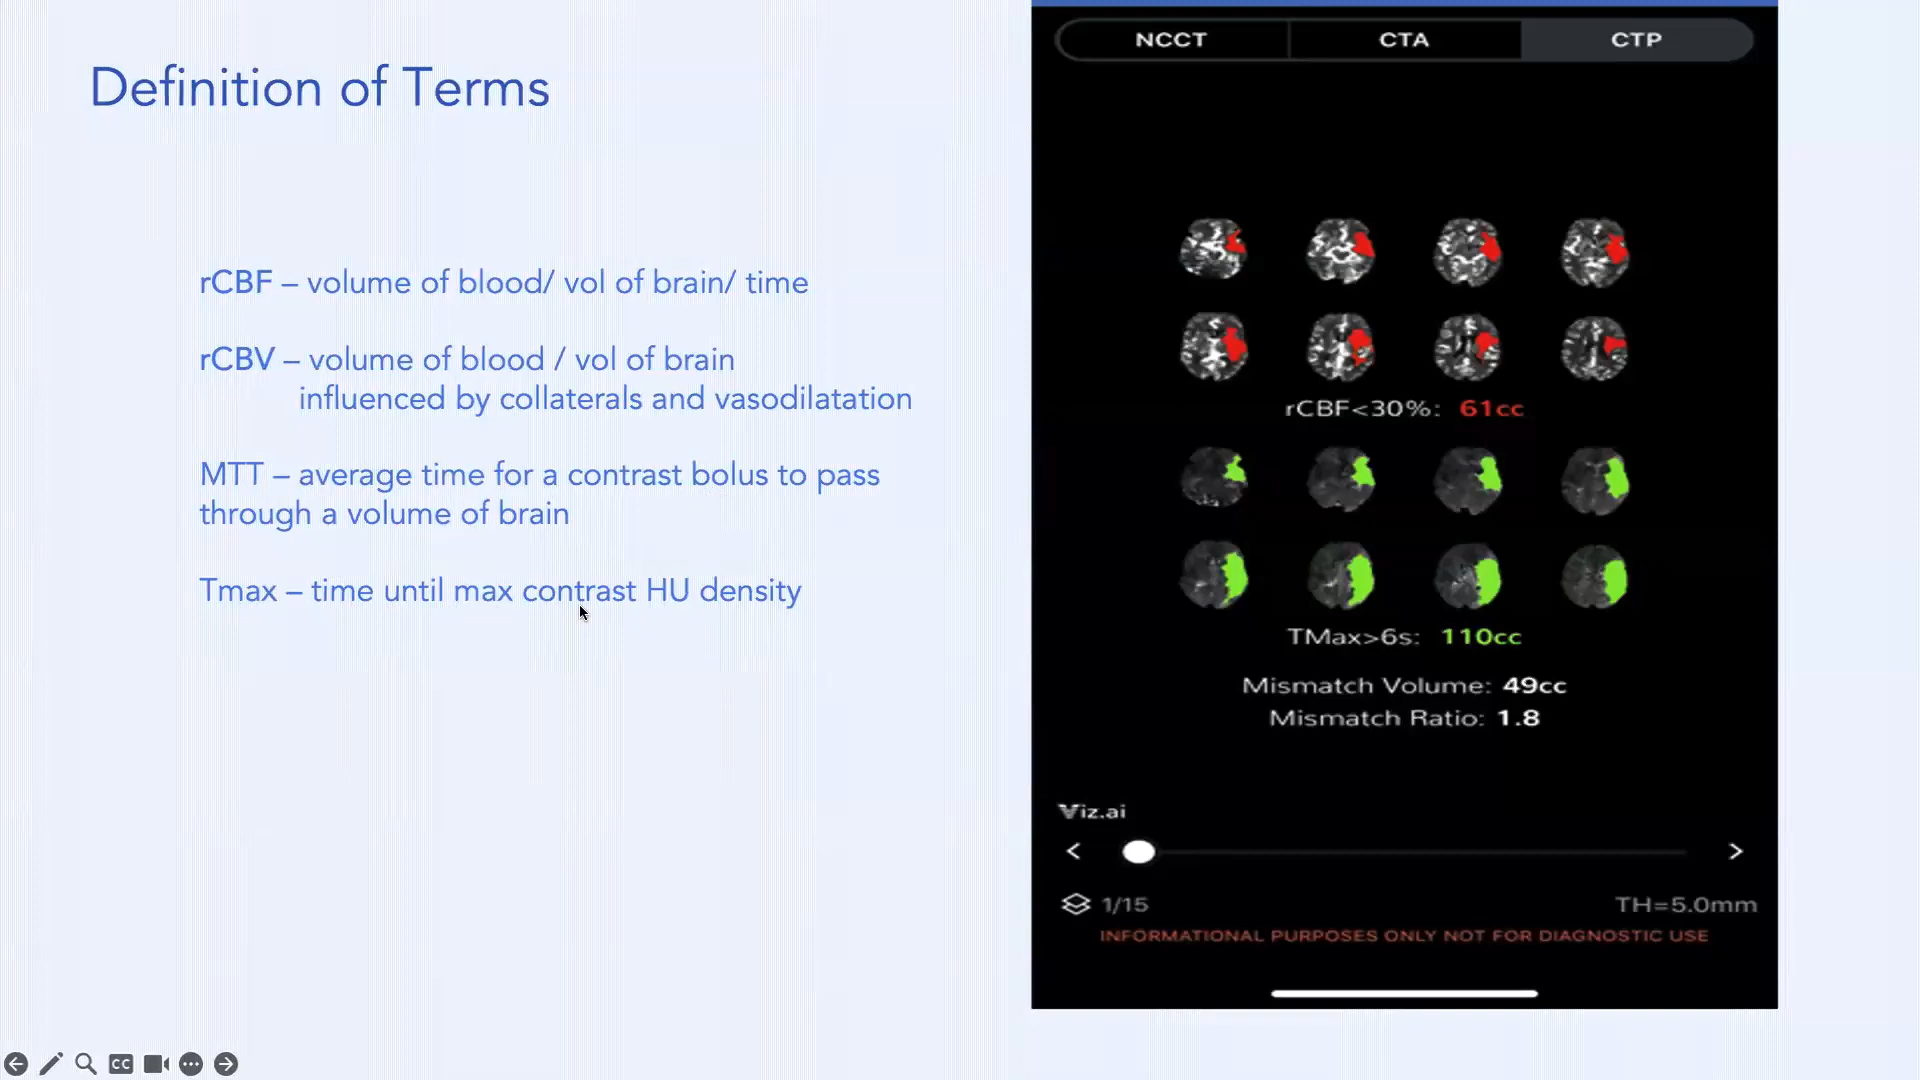 Definition of Terms
rCBF – volume of blood/ vol of brain/ time
rCBV – volume of blood / vol of brain
influenced by collaterals and vasodilatation
MTT – average time for a contrast bolus to pass
through a volume of brain
Tmax – time until max contrast HU density
NCCT CTA CTP
rCBF<30%: 61cc
TMax>6s: 110cc
Mismatch Volume: 49cc
Mismatch Ratio: 1.8
Viz.ai
1/15 TH=5.0mm
INFORMATIONAL PURPOSES ONLY NOT FOR DIAGNOSTIC USE
CC